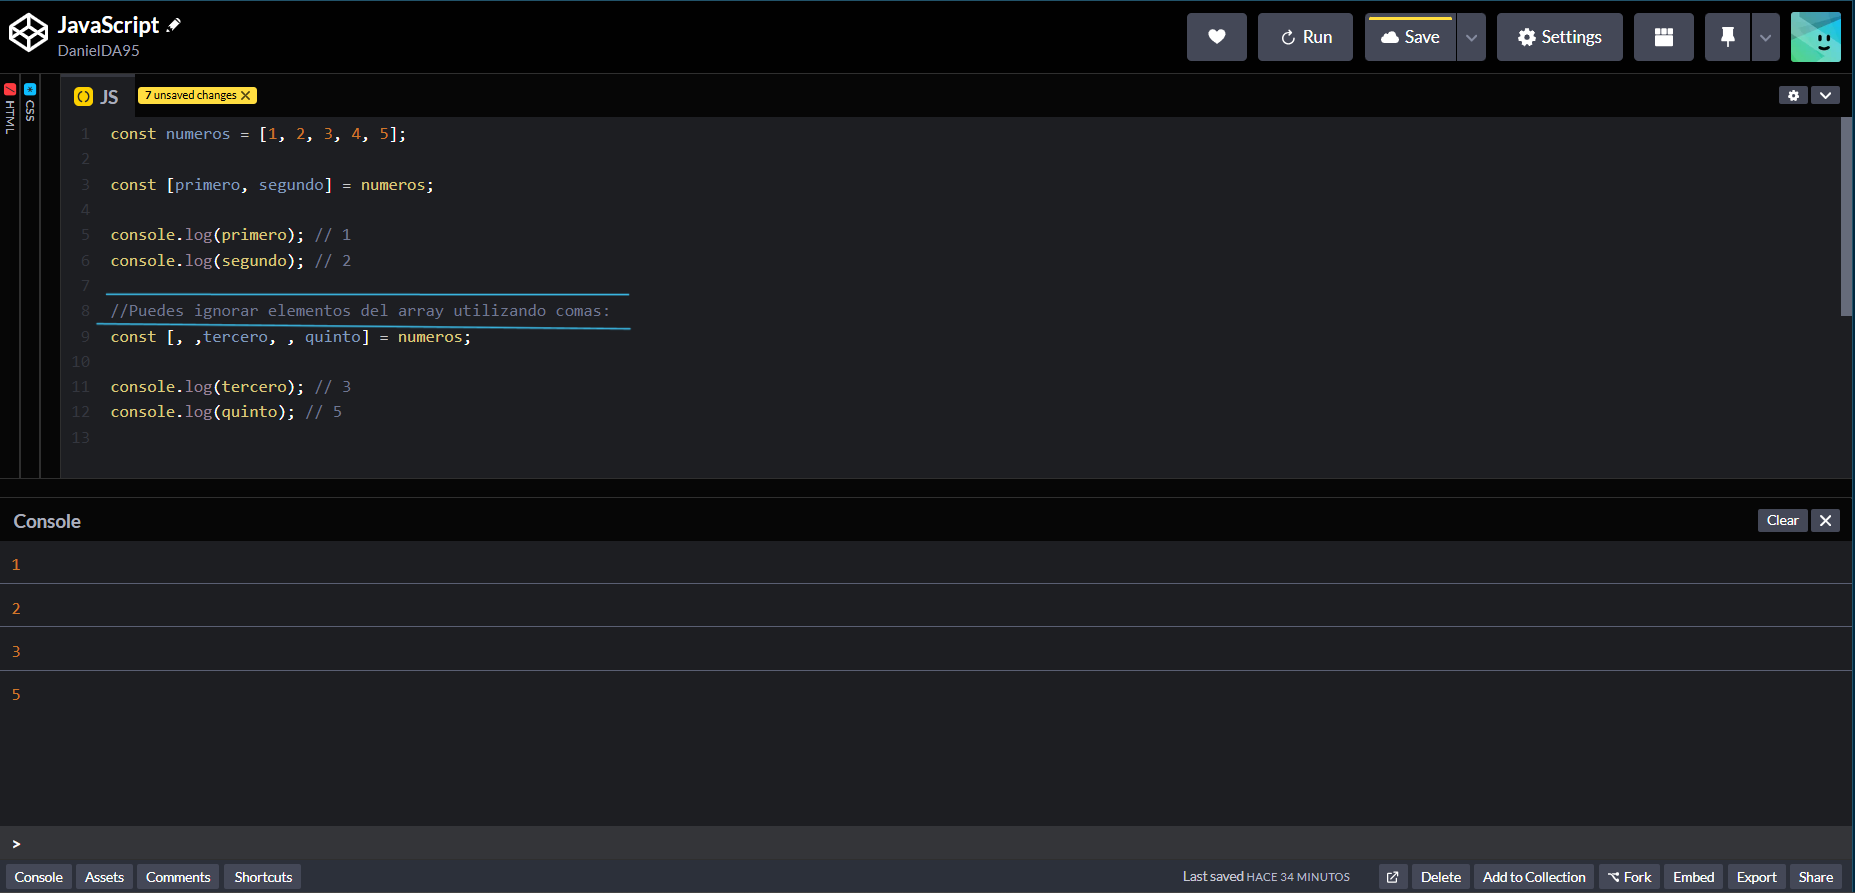 JavaScript
DanielDA95
Run
Save
Settings
HTML
CSS
JS
7 unsaved changes
1 const numeros = [1, 2, 3, 4, 5];
2
3 const [primero, segundo] = numeros;
4
5 console.log(primero); // 1
6 console.log(segundo); // 2
7
8 //Puedes ignorar elementos del array utilizando comas:
9 const [, ,tercero, , quinto] = numeros;
10
11 console.log(tercero); // 3
12 console.log(quinto); // 5
13
Console
Clear
1
2
3
5
>
Console Assets Comments Shortcuts
Last saved HACE 34 MINUTOS
Delete Add to Collection Fork Embed Export Share